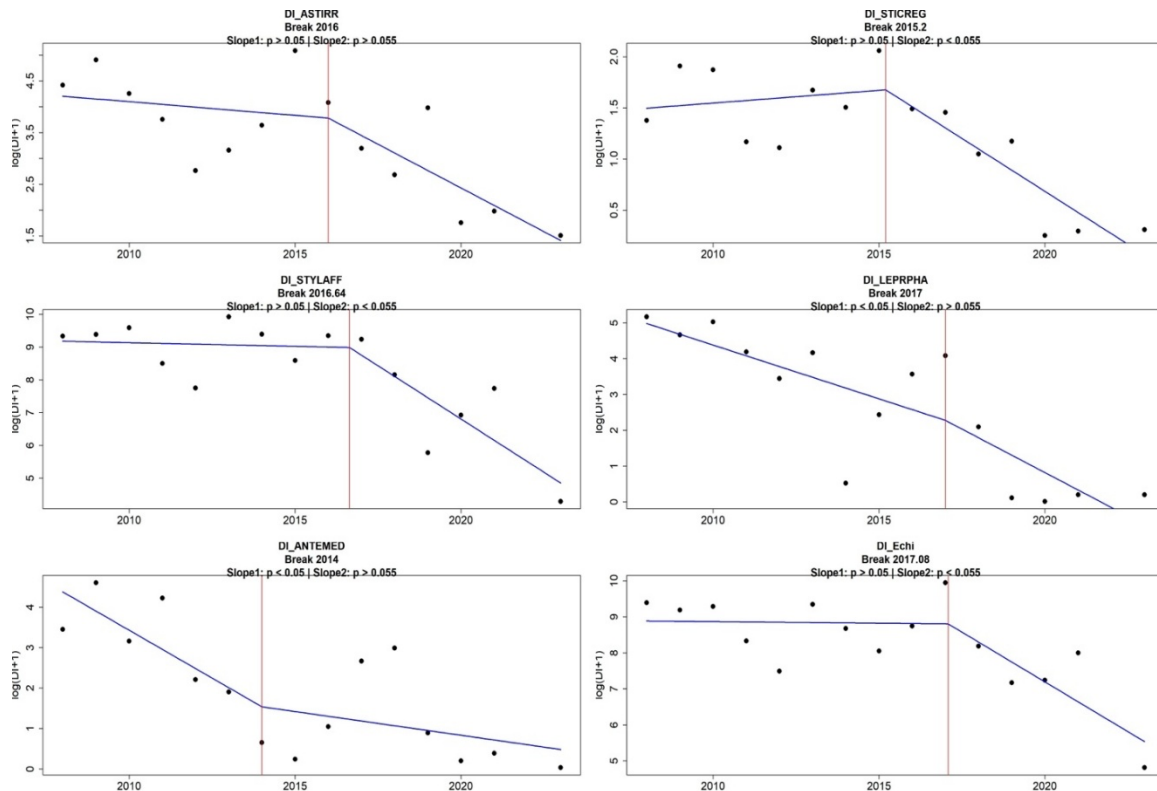 DI_ASTIRR
Break 2016
Slope1: p > 0.05 | Slope2: p > 0.055
log(DI+1)
4.5
3.5
2.5
1.5
2010
2015
2020
DI_STICREG
Break 2015.2
Slope1: p > 0.05 | Slope2: p < 0.055
log(DI+1)
2.0
1.5
1.0
0.5
2010
2015
2020
DI_STYLAFF
Break 2016.64
Slope1: p > 0.05 | Slope2: p < 0.055
log(DI+1)
10
9
8
7
6
5
2010
2015
2020
DI_LEPRPHA
Break 2017
Slope1: p < 0.05 | Slope2: p > 0.055
log(DI+1)
5
4
3
2
1
0
2010
2015
2020
DI_ANTEMED
Break 2014
Slope1: p < 0.05 | Slope2: p > 0.055
log(DI+1)
4
3
2
1
0
2010
2015
2020
DI_Echi
Break 2017.08
Slope1: p > 0.05 | Slope2: p < 0.055
log(DI+1)
10
9
8
7
6
5
2010
2015
2020